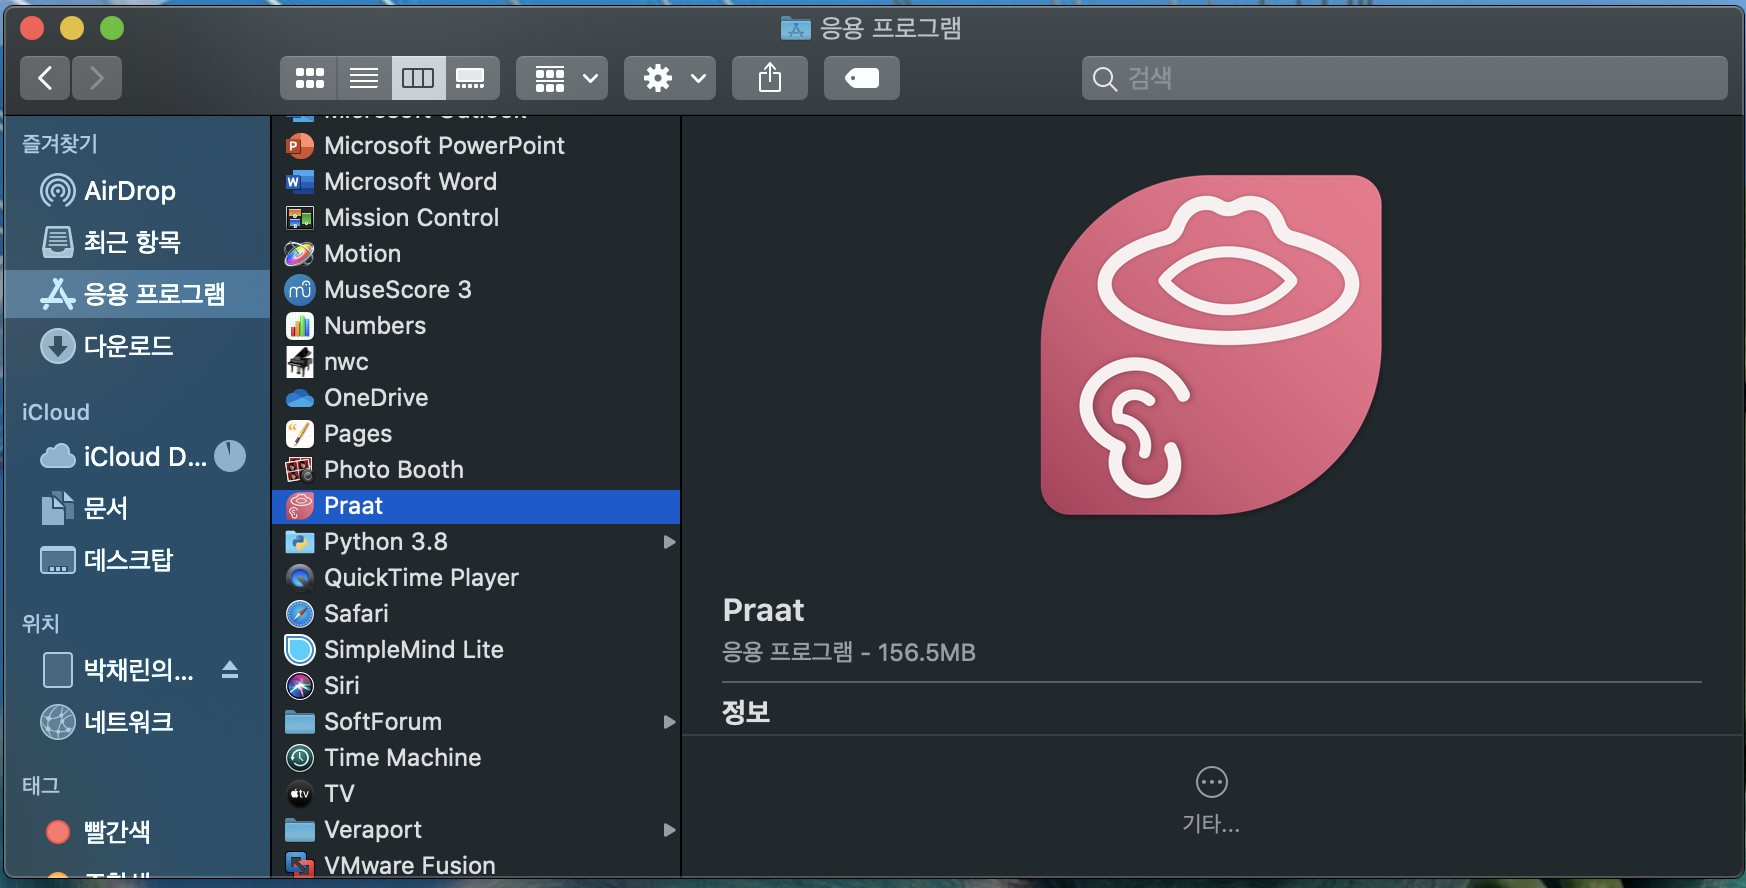 응용 프로그램
검색
즐겨찾기
AirDrop
최근 항목
응용 프로그램
다운로드
iCloud
iCloud D...
문서
데스크탑
위치
박채린의...
네트워크
태그
빨간색
주황색
Microsoft Outlook
Microsoft PowerPoint
Microsoft Word
Mission Control
Motion
MuseScore 3
Numbers
nwc
OneDrive
Pages
Photo Booth
Praat
Python 3.8
QuickTime Player
Safari
SimpleMind Lite
Siri
SoftForum
Time Machine
TV
Veraport
VMware Fusion
Praat
응용 프로그램 - 156.5MB
정보
기타...